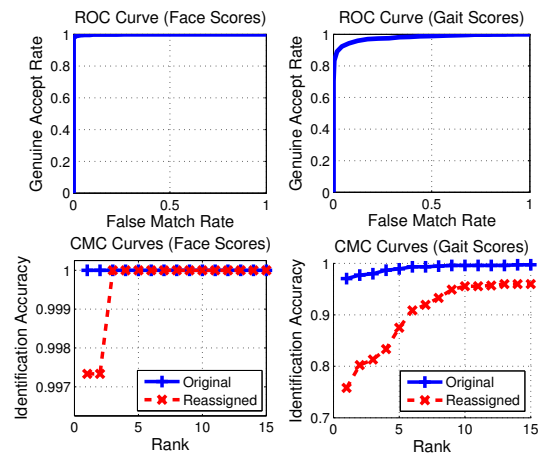 ROC Curve (Face Scores)
Genuine Accept Rate
1
0.8
0.6
0.4
0.2
0
0 0.5 1
False Match Rate
ROC Curve (Gait Scores)
Genuine Accept Rate
1
0.8
0.6
0.4
0.2
0
0 0.5 1
False Match Rate
CMC Curves (Face Scores)
Identification Accuracy
1
0.999
0.998
0.997
0 5 10 15
Rank
Original
Reassigned
CMC Curves (Gait Scores)
Identification Accuracy
1
0.9
0.8
0.7
0 5 10 15
Rank
Original
Reassigned